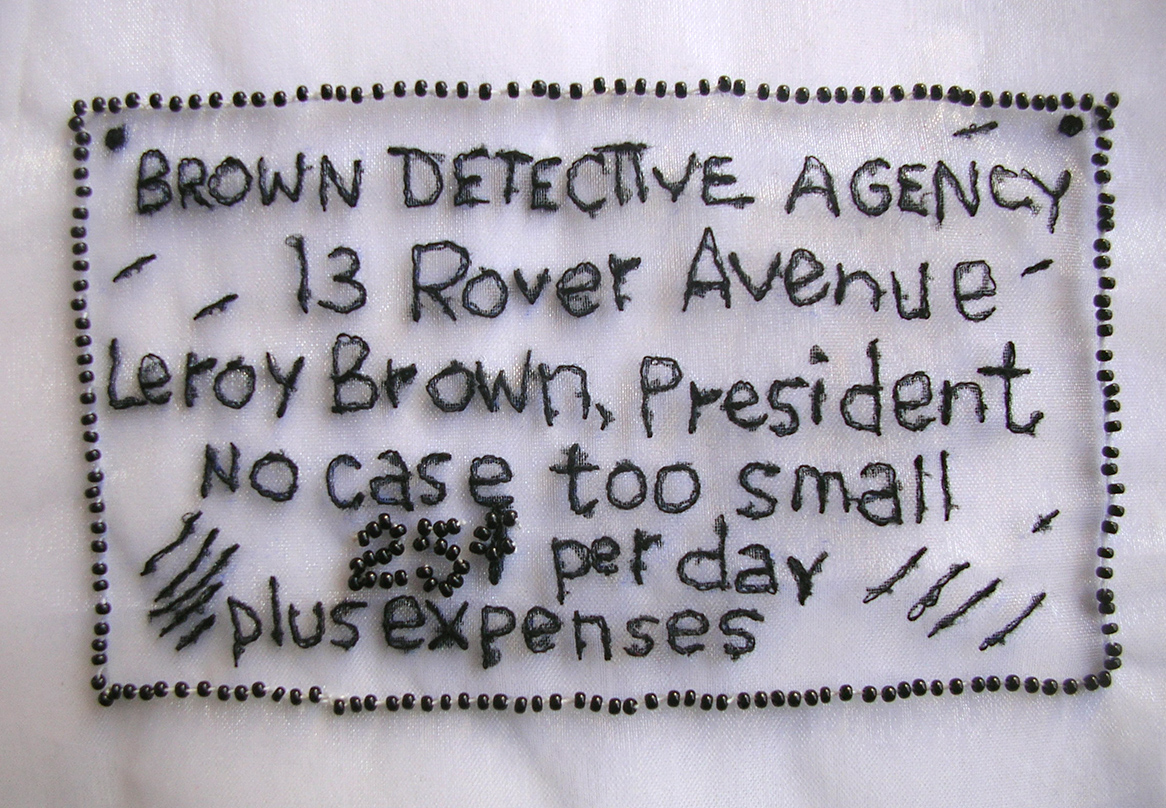 BROWN DETECTIVE AGENCY
13 Rover Avenue
Leroy Brown, President
No case too small
25¢ per day
plus expenses